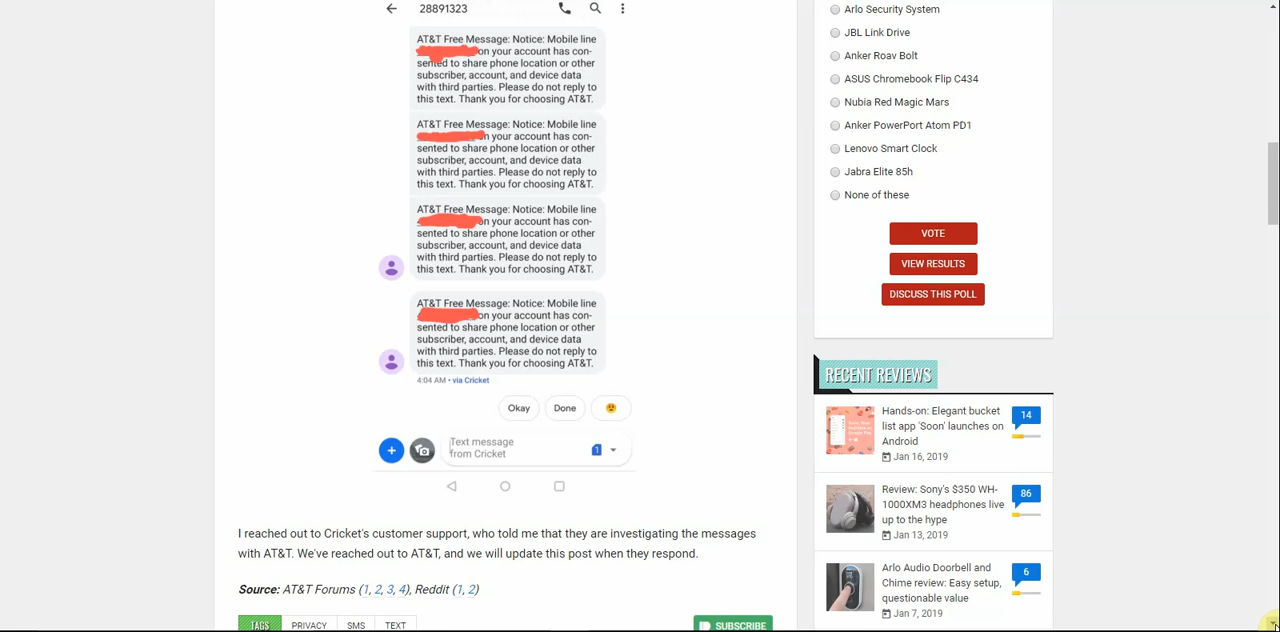 28891323
AT&T Free Message: Notice: Mobile line
on your account has con-
sented to share phone location or other
subscriber, account, and device data
with third parties. Please do not reply to
this text. Thank you for choosing AT&T.
AT&T Free Message: Notice: Mobile line
on your account has con-
sented to share phone location or other
subscriber, account, and device data
with third parties. Please do not reply to
this text. Thank you for choosing AT&T.
AT&T Free Message: Notice: Mobile line
on your account has con-
sented to share phone location or other
subscriber, account, and device data
with third parties. Please do not reply to
this text. Thank you for choosing AT&T.
AT&T Free Message: Notice: Mobile line
on your account has con-
sented to share phone location or other
subscriber, account, and device data
with third parties. Please do not reply to
this text. Thank you for choosing AT&T.
4:04 AM • via Cricket
Okay
Done
Text message
from Cricket
1
I reached out to Cricket's customer support, who told me that they are investigating the messages
with AT&T. We've reached out to AT&T, and we will update this post when they respond.
Source: AT&T Forums (1, 2, 3, 4), Reddit (1, 2)
TAGS PRIVACY SMS TEXT
SUBSCRIBE
Arlo Security System
JBL Link Drive
Anker Roav Bolt
ASUS Chromebook Flip C434
Nubia Red Magic Mars
Anker PowerPort Atom PD1
Lenovo Smart Clock
Jabra Elite 85h
None of these
VOTE
VIEW RESULTS
DISCUSS THIS POLL
RECENT REVIEWS
Hands-on: Elegant bucket
list app 'Soon' launches on
Android
Jan 16, 2019
14
Review: Sony's $350 WH-
1000XM3 headphones live
up to the hype
Jan 13, 2019
86
Arlo Audio Doorbell and
Chime review: Easy setup,
questionable value
Jan 7, 2019
6